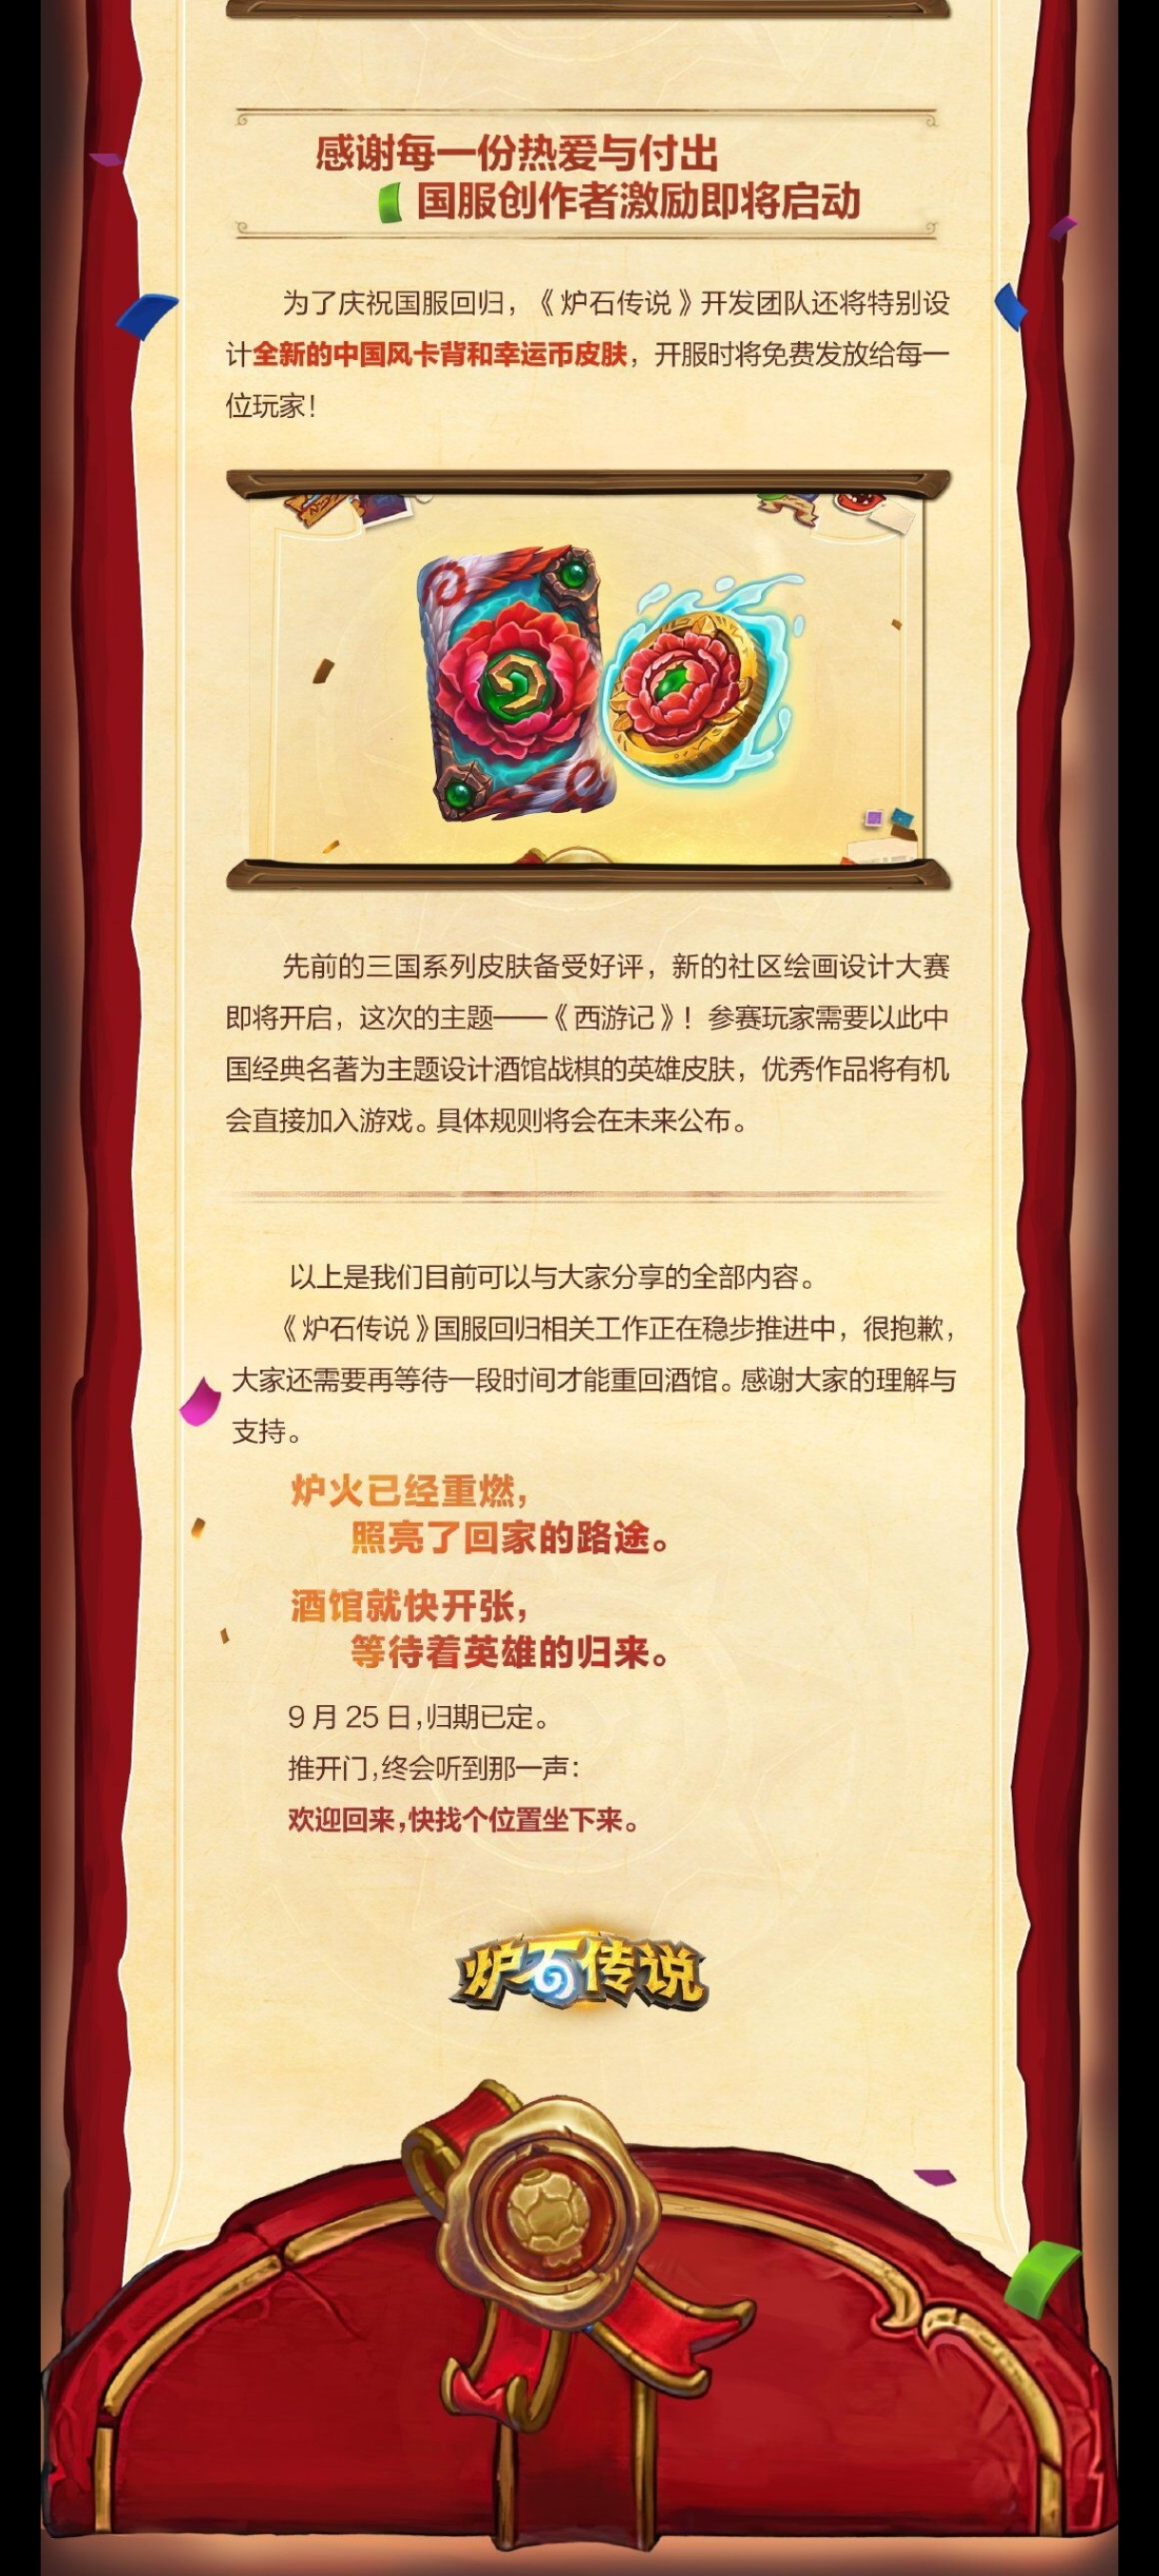 感谢每一份热爱与付出
国服创作者激励即将启动
为了庆祝国服回归，《炉石传说》开发团队还将特别设
计全新的中国风卡背和幸运币皮肤，开服时将免费发放给每一
位玩家！
先前的三国系列皮肤备受好评，新的社区绘画设计大赛
即将开启，这次的主题——《西游记》！参赛玩家需要以此中
国经典名著为主题设计酒馆战棋的英雄皮肤，优秀作品将有机
会直接加入游戏。具体规则将会在未来公布。
以上是我们目前可以与大家分享的全部内容。
《炉石传说》国服回归相关工作正在稳步推进中，很抱歉，
大家还需要再等待一段时间才能重回酒馆。感谢大家的理解与
支持。
炉火已经重燃，
照亮了回家的路途。
酒馆就快开张，
等待着英雄的归来。
9 月 25 日，归期已定。
推开门，终会听到那一声：
欢迎回来，快找个位置坐下来。
炉石传说